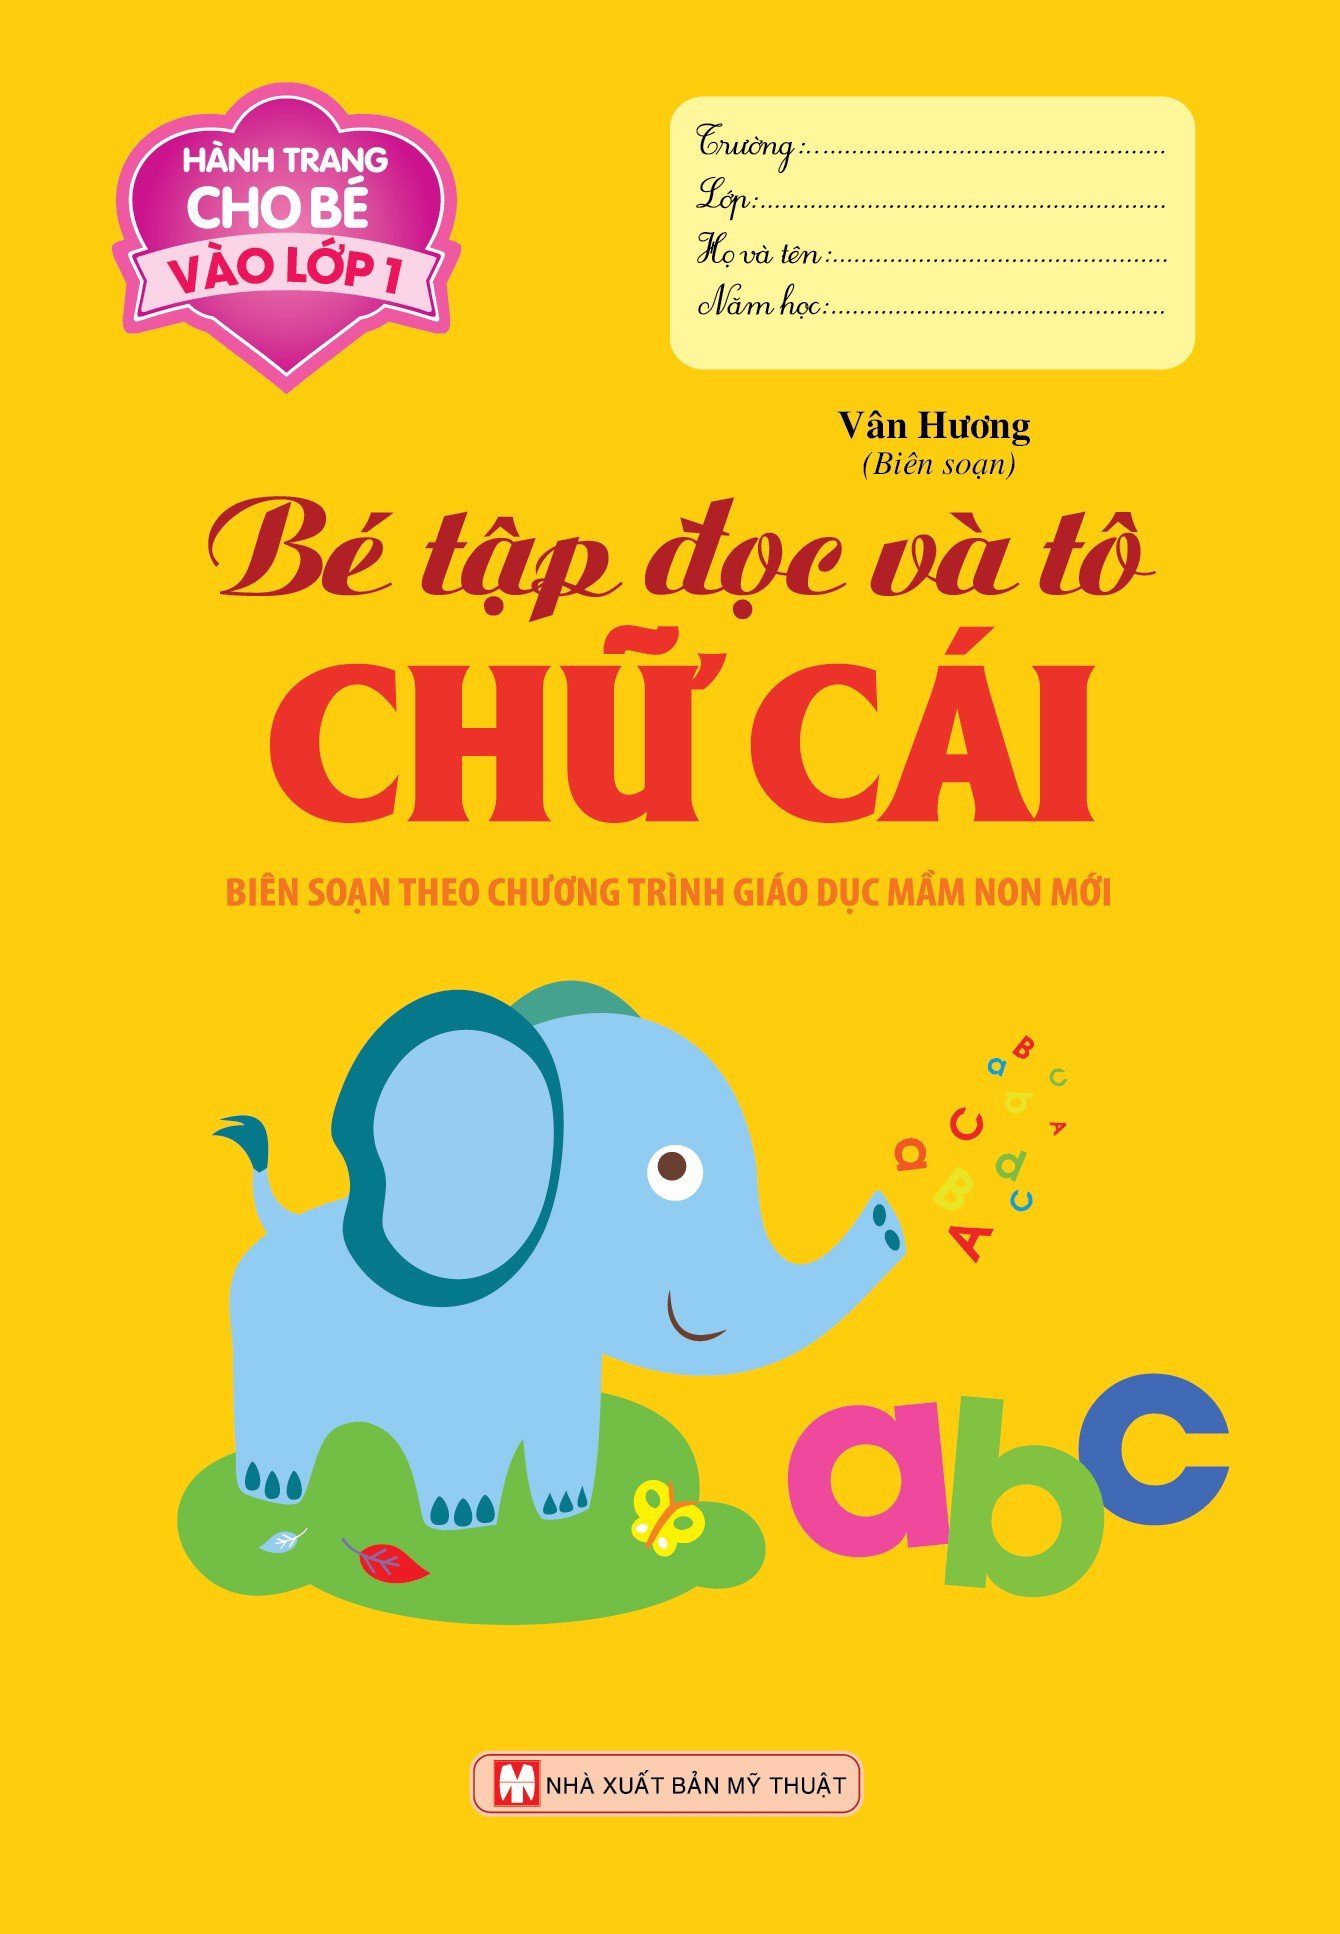 HÀNH TRANG
CHO BÉ
VÀO LỚP 1
Trường:..............................................
Lớp:..............................................
Họ và tên:..............................................
Năm học:..............................................
Vân Hương
(Biên soạn)
Bé tập đọc và tô
CHỮ CÁI
BIÊN SOẠN THEO CHƯƠNG TRÌNH GIÁO DỤC MẦM NON MỚI
a B c
b
C A
a d
B c
A
abc
NHÀ XUẤT BẢN MỸ THUẬT